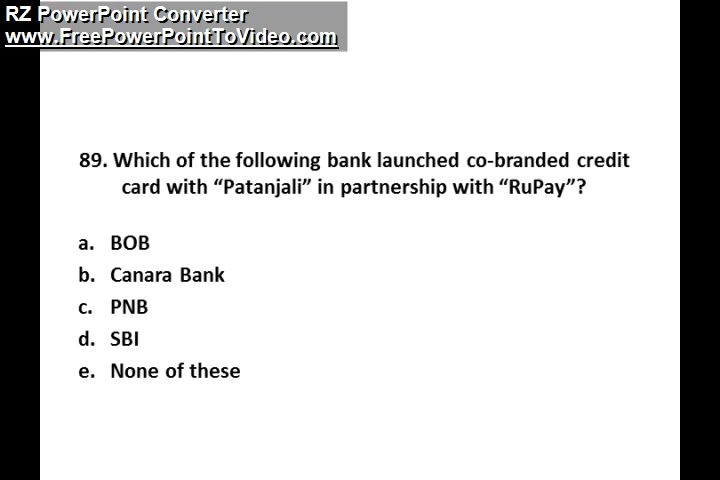 RZ PowerPoint Converter
www.FreePowerPointToVideo.com
89. Which of the following bank launched co-branded credit
card with “Patanjali” in partnership with “RuPay”?
a. BOB
b. Canara Bank
c. PNB
d. SBI
e. None of these